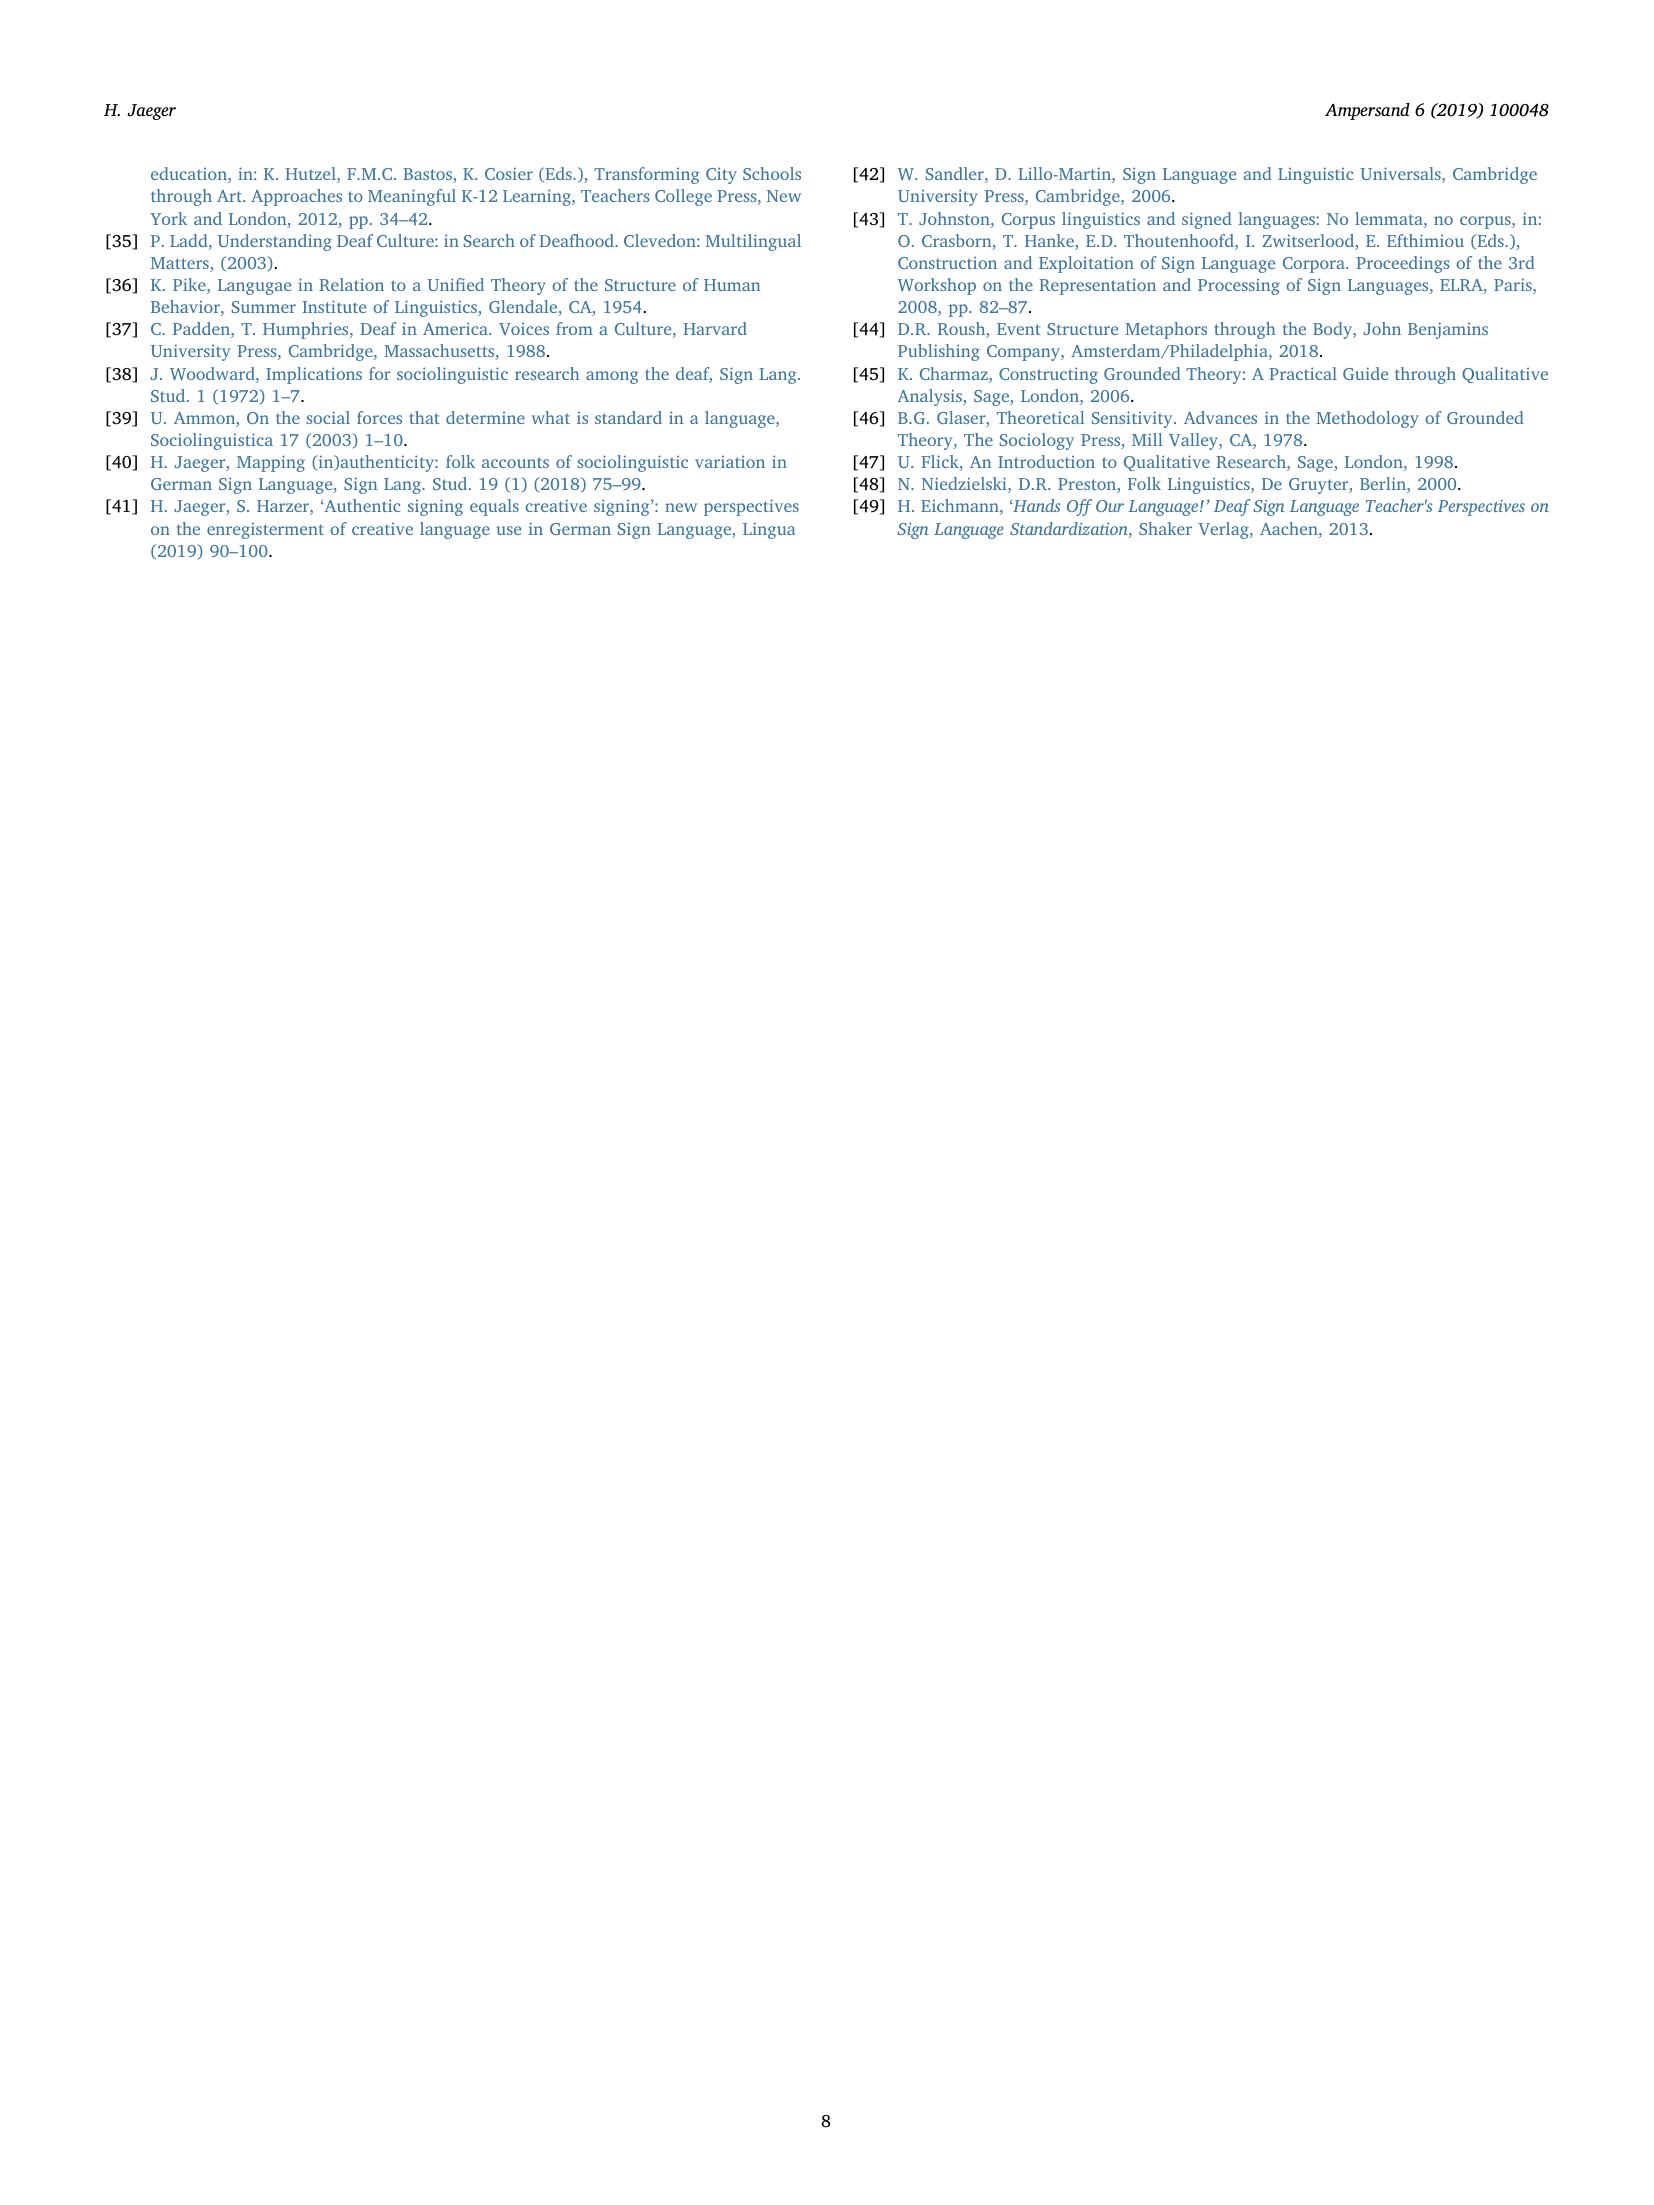 H. Jaeger
Ampersand 6 (2019) 100048
education, in: K. Hutzel, F.M.C. Bastos, K. Cosier (Eds.), Transforming City Schools
through Art. Approaches to Meaningful K-12 Learning, Teachers College Press, New
York and London, 2012, pp. 34–42.
[35] P. Ladd, Understanding Deaf Culture: in Search of Deafhood. Clevedon: Multilingual
Matters, (2003).
[36] K. Pike, Langugae in Relation to a Unified Theory of the Structure of Human
Behavior, Summer Institute of Linguistics, Glendale, CA, 1954.
[37] C. Padden, T. Humphries, Deaf in America. Voices from a Culture, Harvard
University Press, Cambridge, Massachusetts, 1988.
[38] J. Woodward, Implications for sociolinguistic research among the deaf, Sign Lang.
Stud. 1 (1972) 1–7.
[39] U. Ammon, On the social forces that determine what is standard in a language,
Sociolinguistica 17 (2003) 1–10.
[40] H. Jaeger, Mapping (in)authenticity: folk accounts of sociolinguistic variation in
German Sign Language, Sign Lang. Stud. 19 (1) (2018) 75–99.
[41] H. Jaeger, S. Harzer, ‘Authentic signing equals creative signing’: new perspectives
on the enregisterment of creative language use in German Sign Language, Lingua
(2019) 90–100.
[42] W. Sandler, D. Lillo-Martin, Sign Language and Linguistic Universals, Cambridge
University Press, Cambridge, 2006.
[43] T. Johnston, Corpus linguistics and signed languages: No lemmata, no corpus, in:
O. Crasborn, T. Hanke, E.D. Thoutenhoofd, I. Zwitserlood, E. Efthimiou (Eds.),
Construction and Exploitation of Sign Language Corpora. Proceedings of the 3rd
Workshop on the Representation and Processing of Sign Languages, ELRA, Paris,
2008, pp. 82–87.
[44] D.R. Roush, Event Structure Metaphors through the Body, John Benjamins
Publishing Company, Amsterdam/Philadelphia, 2018.
[45] K. Charmaz, Constructing Grounded Theory: A Practical Guide through Qualitative
Analysis, Sage, London, 2006.
[46] B.G. Glaser, Theoretical Sensitivity. Advances in the Methodology of Grounded
Theory, The Sociology Press, Mill Valley, CA, 1978.
[47] U. Flick, An Introduction to Qualitative Research, Sage, London, 1998.
[48] N. Niedzielski, D.R. Preston, Folk Linguistics, De Gruyter, Berlin, 2000.
[49] H. Eichmann, ‘Hands Off Our Language!’ Deaf Sign Language Teacher's Perspectives on
Sign Language Standardization, Shaker Verlag, Aachen, 2013.
8